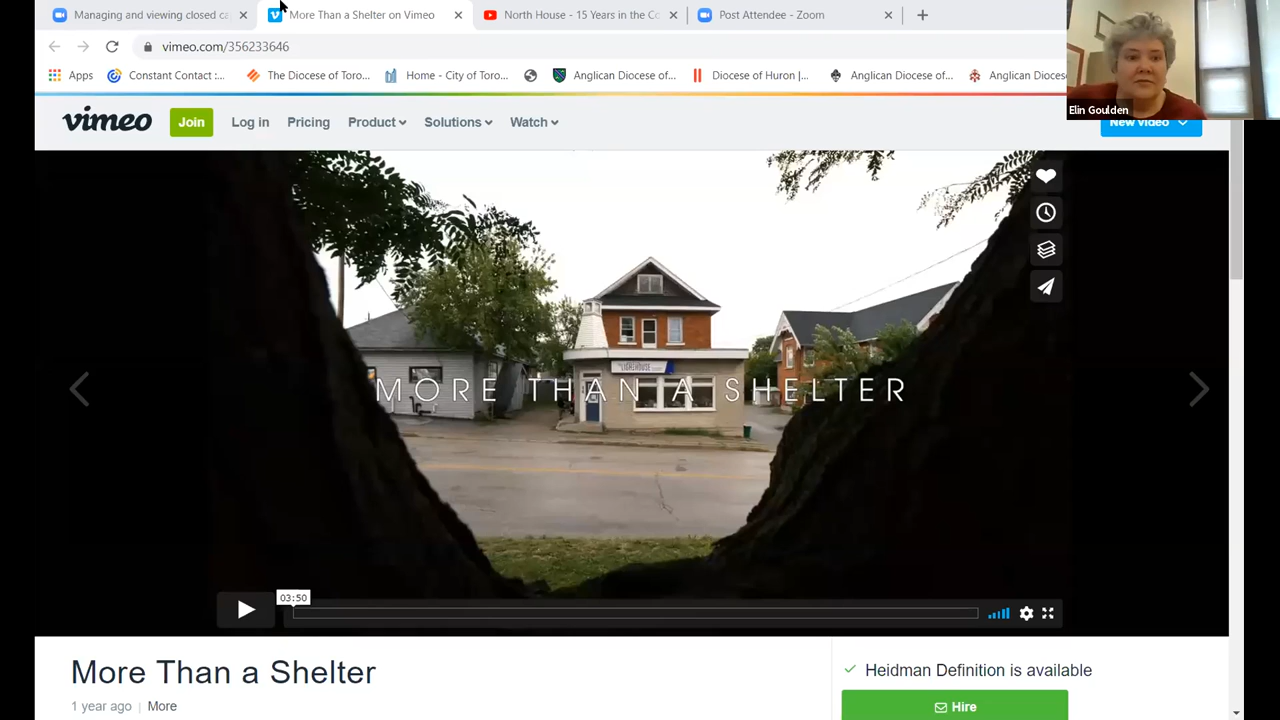 Managing and viewing closed ca
More Than a Shelter on Vimeo
North House - 15 Years in the Co
Post Attendee - Zoom
vimeo.com/356233646
Apps
Constant Contact :...
The Diocese of Toro...
Home - City of Toro...
Anglican Diocese of...
Diocese of Huron |...
Anglican Diocese of...
Anglican Dioces
Elin Goulden
vimeo
Join
Log in
Pricing
Product
Solutions
Watch
New video
LIGHTHOUSE
MORE THAN A SHELTER
03:50
More Than a Shelter
1 year ago | More
Heidman Definition is available
Hire